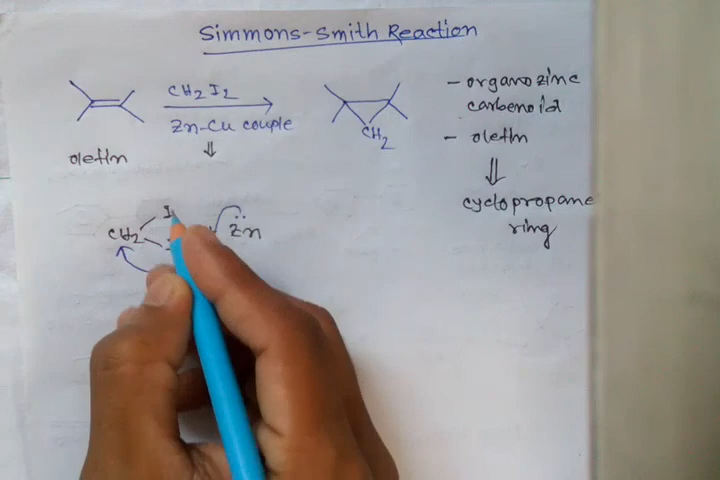 Simmons-Smith Reaction
CH2I2
Zn-Cu couple
CH2
olefin
- organozinc
carbenoid
- olefin
cyclopropane
ring
I
CH2
Zn